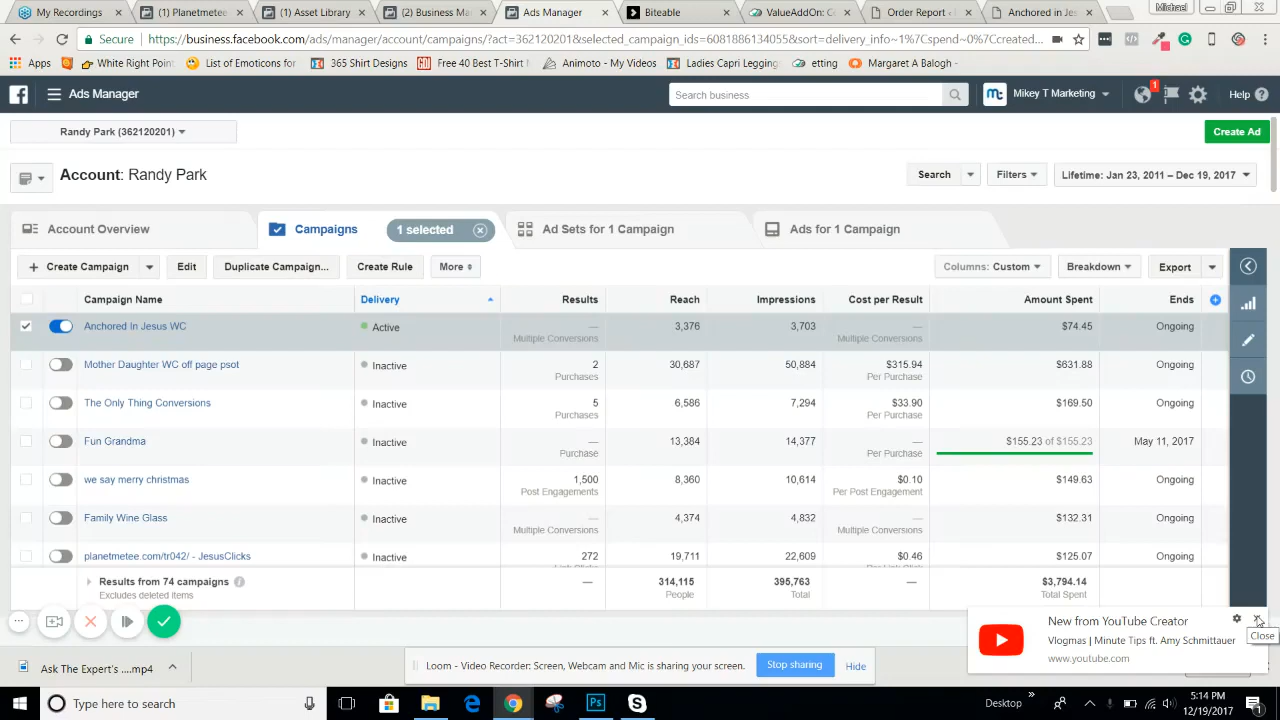 My Recordings
(1) Planetmetee
(1) Asset Library
(2) Business Ma
Ads Manager
Biteable
ValueAddOn: C
Order Report -
Anchored in Jes
Michael
Secure
https://business.facebook.com/ads/manager/account/campaigns/?act=362120201&selected_campaign_ids=6081886134055&sort=delivery_info~1%7Cspend~0%7Ccreated...
Apps
White Right Point
List of Emoticons for
365 Shirt Designs
Free 40 Best T-Shirt
Animoto - My Videos
Ladies Capri Legging
etting
Margaret A Balogh -
Ads Manager
Search business
mc
Mikey T Marketing
1
Help
Randy Park (362120201)
Create Ad
Account: Randy Park
Search
Filters
Lifetime: Jan 23, 2011 – Dec 19, 2017
Account Overview
Campaigns
1 selected
Ad Sets for 1 Campaign
Ads for 1 Campaign
+ Create Campaign
Edit
Duplicate Campaign...
Create Rule
More
Columns: Custom
Breakdown
Export
Campaign Name Delivery Results Reach Impressions Cost per Result Amount Spent Ends
Anchored In Jesus WC Active — 3,376 3,703 — $74.45 Ongoing
Multiple Conversions Multiple Conversions
Mother Daughter WC off page psot Inactive 2 30,687 50,884 $315.94 $631.88 Ongoing
Purchases Per Purchase
The Only Thing Conversions Inactive 5 6,586 7,294 $33.90 $169.50 Ongoing
Purchases Per Purchase
Fun Grandma Inactive — 13,384 14,377 — $155.23 of $155.23 May 11, 2017
Purchase Per Purchase
we say merry christmas Inactive 1,500 8,360 10,614 $0.10 $149.63 Ongoing
Post Engagements Per Post Engagement
Family Wine Glass Inactive — 4,374 4,832 — $132.31 Ongoing
Multiple Conversions Multiple Conversions
planetmetee.com/tr042/ - JesusClicks Inactive 272 19,711 22,609 $0.46 $125.07 Ongoing
Link Clicks Per Link Click
Results from 74 campaigns — 314,115 395,763 — $3,794.14
Excludes deleted items People Total Total Spent
New from YouTube Creator
Vlogmas | Minute Tips ft. Amy Schmittauer
www.youtube.com
Close
Ask The Expert's ....mp4
Loom - Video Recorder: Screen, Webcam and Mic is sharing your screen.
Stop sharing
Hide
Type here to search
Ps
Desktop
5:14 PM
12/19/2017
1